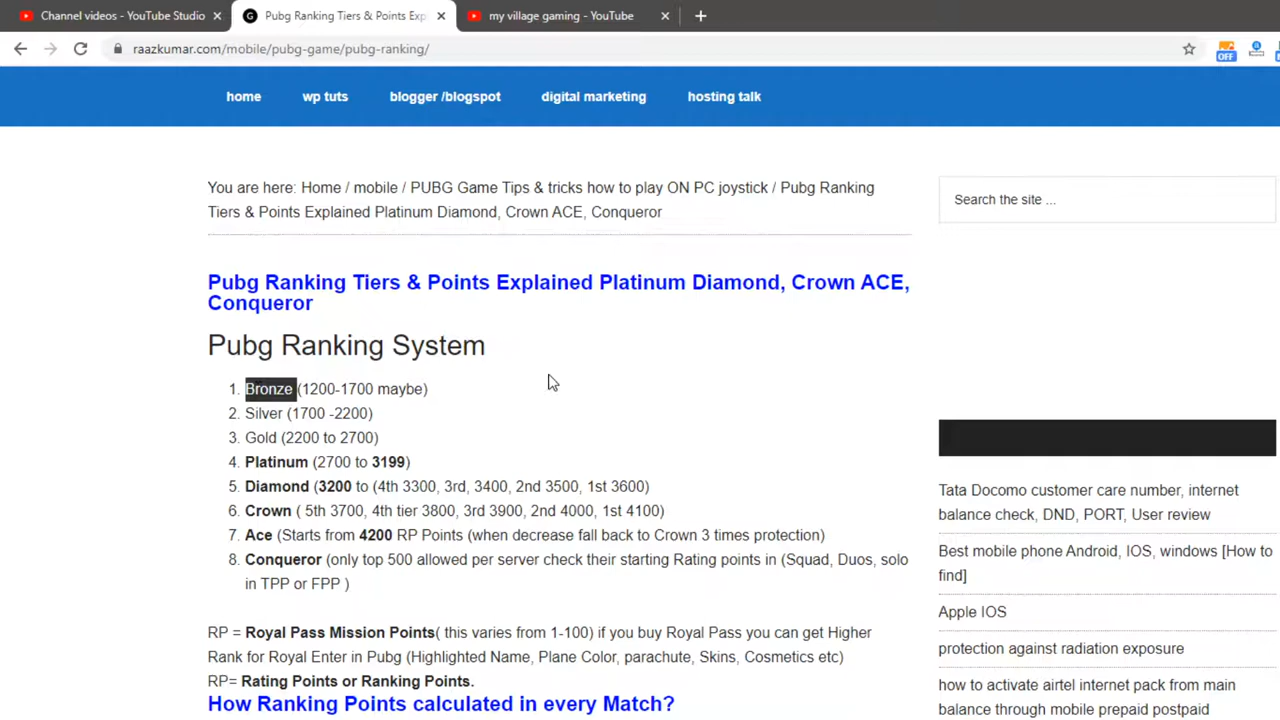 Channel videos - YouTube Studio
Pubg Ranking Tiers & Points Exp
my village gaming - YouTube
raazkumar.com/mobile/pubg-game/pubg-ranking/
OFF
home
wp tuts
blogger /blogspot
digital marketing
hosting talk
You are here: Home / mobile / PUBG Game Tips & tricks how to play ON PC joystick / Pubg Ranking
Tiers & Points Explained Platinum Diamond, Crown ACE, Conqueror
Search the site ...
Pubg Ranking Tiers & Points Explained Platinum Diamond, Crown ACE,
Conqueror
Pubg Ranking System
1. Bronze (1200-1700 maybe)
2. Silver (1700 -2200)
3. Gold (2200 to 2700)
4. Platinum (2700 to 3199)
5. Diamond (3200 to (4th 3300, 3rd, 3400, 2nd 3500, 1st 3600)
6. Crown ( 5th 3700, 4th tier 3800, 3rd 3900, 2nd 4000, 1st 4100)
7. Ace (Starts from 4200 RP Points (when decrease fall back to Crown 3 times protection)
8. Conqueror (only top 500 allowed per server check their starting Rating points in (Squad, Duos, solo
in TPP or FPP )
RP = Royal Pass Mission Points( this varies from 1-100) if you buy Royal Pass you can get Higher
Rank for Royal Enter in Pubg (Highlighted Name, Plane Color, parachute, Skins, Cosmetics etc)
RP= Rating Points or Ranking Points.
How Ranking Points calculated in every Match?
Tata Docomo customer care number, internet
balance check, DND, PORT, User review
Best mobile phone Android, IOS, windows [How to
find]
Apple IOS
protection against radiation exposure
how to activate airtel internet pack from main
balance through mobile prepaid postpaid